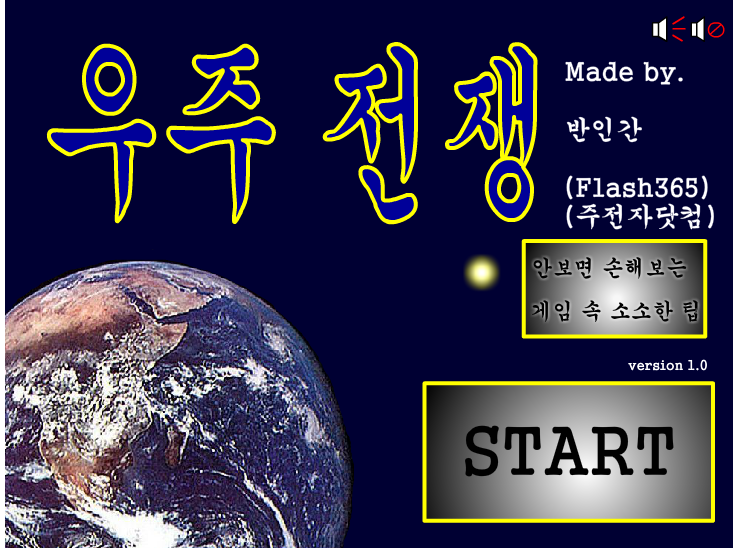 우주 전쟁
Made by.
반인간
(Flash365)
(주전자닷컴)
안보면 손해보는
게임 속 소소한 팁
version 1.0
START